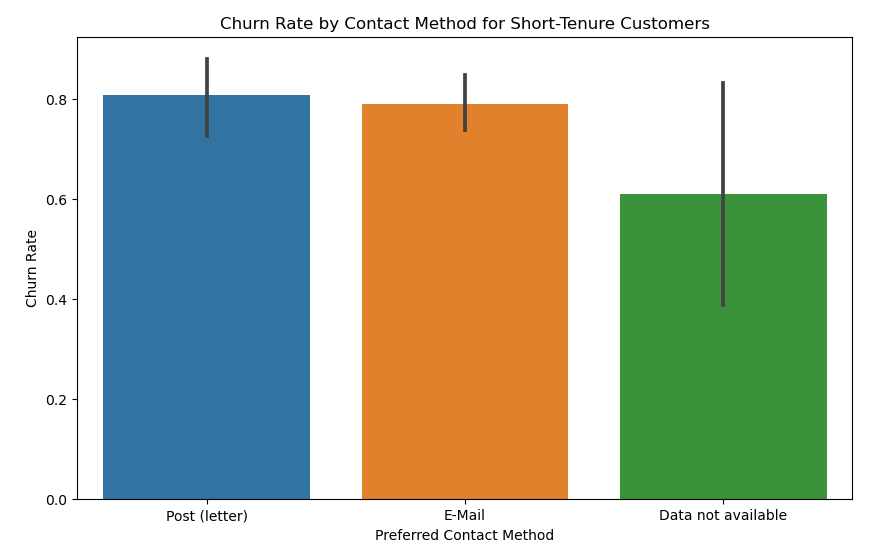 Churn Rate by Contact Method for Short-Tenure Customers
Churn Rate
0.8
0.6
0.4
0.2
0.0
Post (letter)
E-Mail
Data not available
Preferred Contact Method